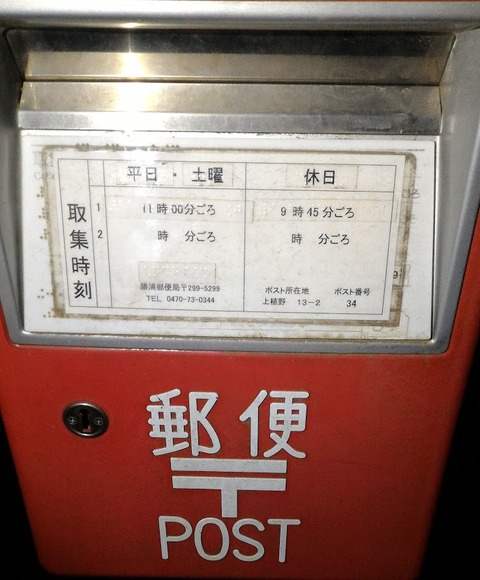 平日・土曜 休日
取集時刻
1 11時00分ごろ 9時45分ごろ
2 時 分ごろ 時 分ごろ
勝浦郵便局〒299-5299
TEL 0470-73-0344
ポスト所在地 ポスト番号
上植野 13-2 34
郵便
〒
POST